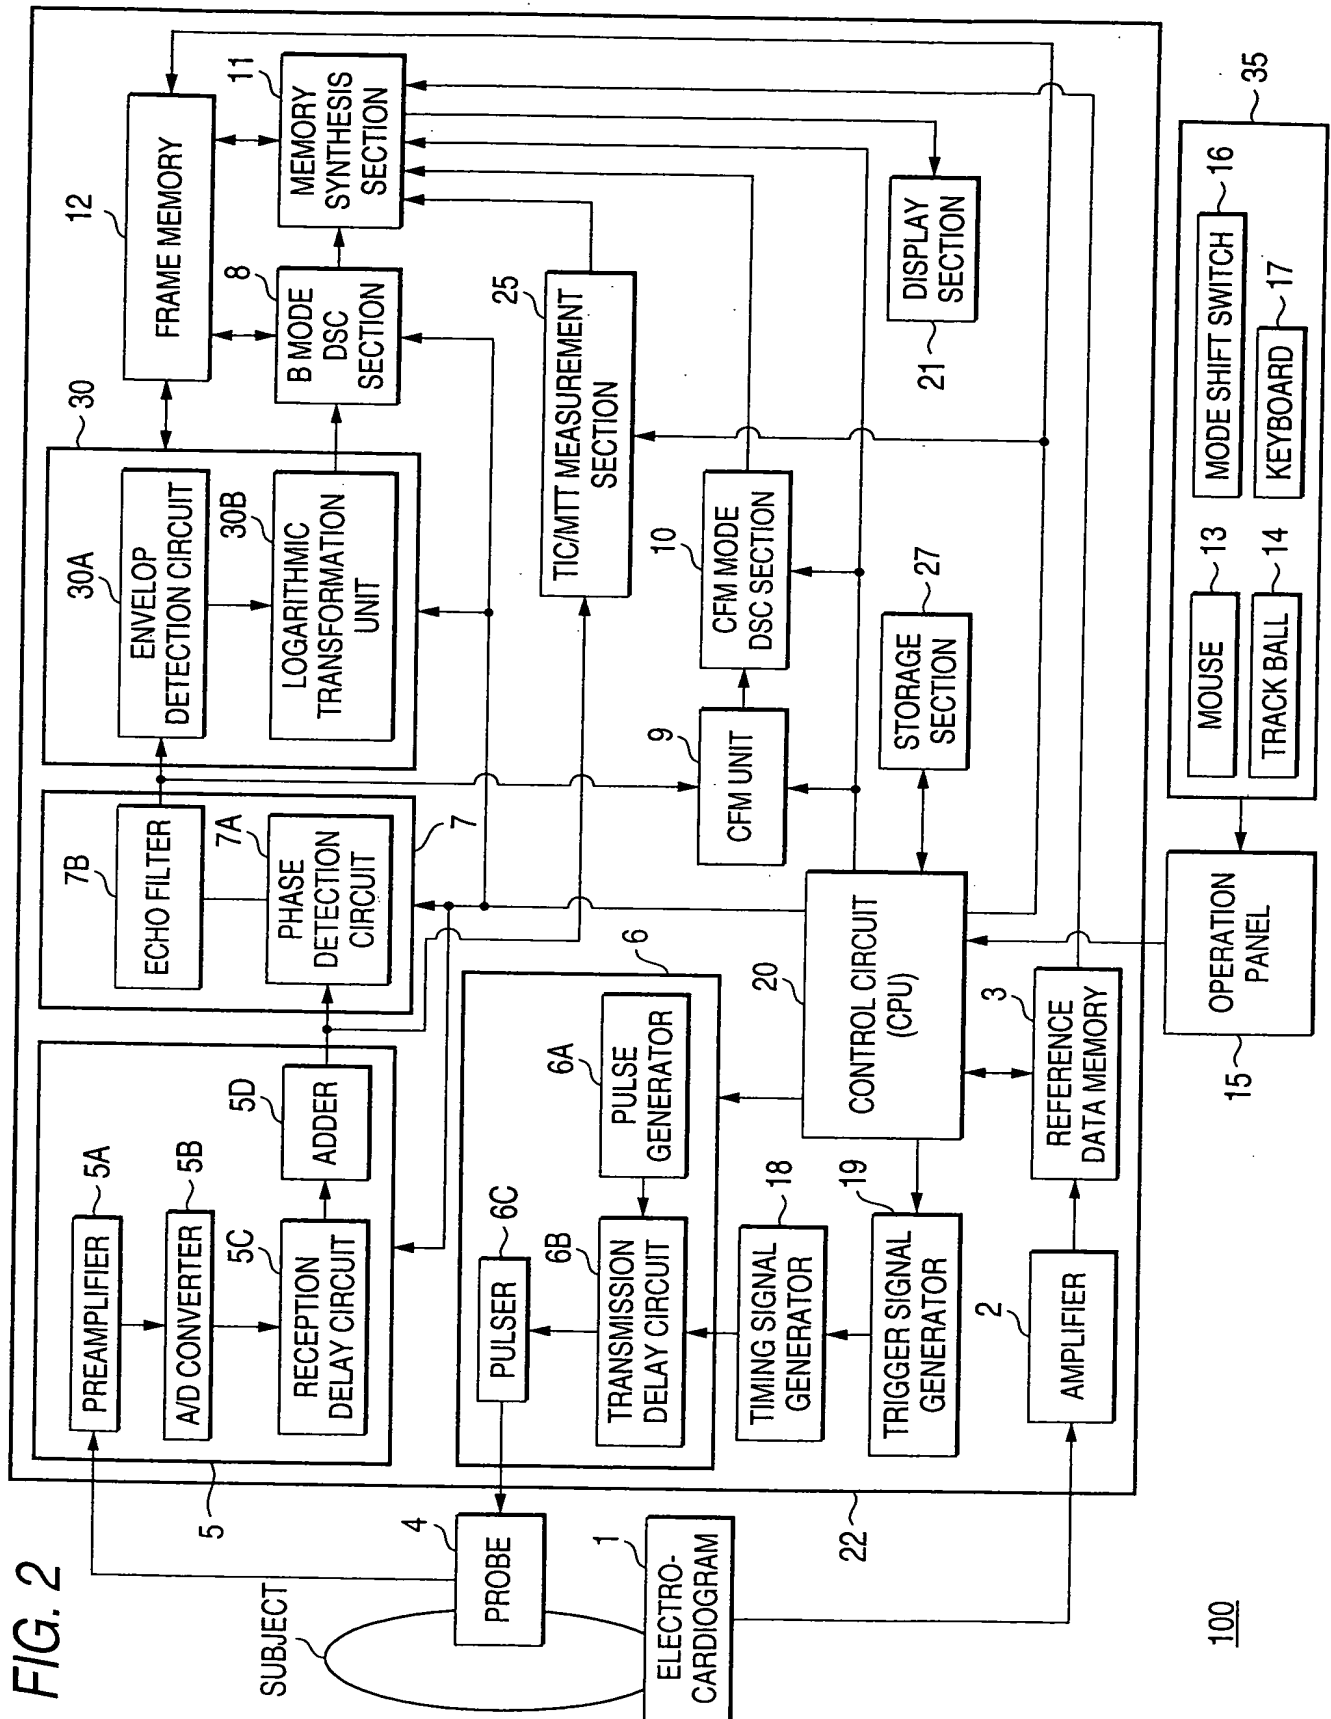 FIG. 2
SUBJECT
4
PROBE
1
ELECTRO-
CARDIOGRAM
100
5
5A
PREAMPLIFIER
5B
A/D CONVERTER
5C
RECEPTION
DELAY CIRCUIT
5D
ADDER
7B
ECHO FILTER
7A
PHASE
DETECTION
CIRCUIT
7
30A
ENVELOP
DETECTION CIRCUIT
30B
LOGARITHMIC
TRANSFORMATION
UNIT
30
12
FRAME MEMORY
8
B MODE
DSC
SECTION
11
MEMORY
SYNTHESIS
SECTION
6C
PULSER
6B
TRANSMISSION
DELAY CIRCUIT
6A
PULSE
GENERATOR
6
25
TIC/MTT MEASUREMENT
SECTION
9
CFM UNIT
10
CFM MODE
DSC SECTION
18
TIMING SIGNAL
GENERATOR
19
TRIGGER SIGNAL
GENERATOR
20
CONTROL CIRCUIT
(CPU)
27
STORAGE
SECTION
DISPLAY
SECTION
21
2
AMPLIFIER
3
REFERENCE
DATA MEMORY
22
OPERATION
PANEL
15
13
MOUSE
14
TRACK BALL
16
MODE SHIFT SWITCH
17
KEYBOARD
35